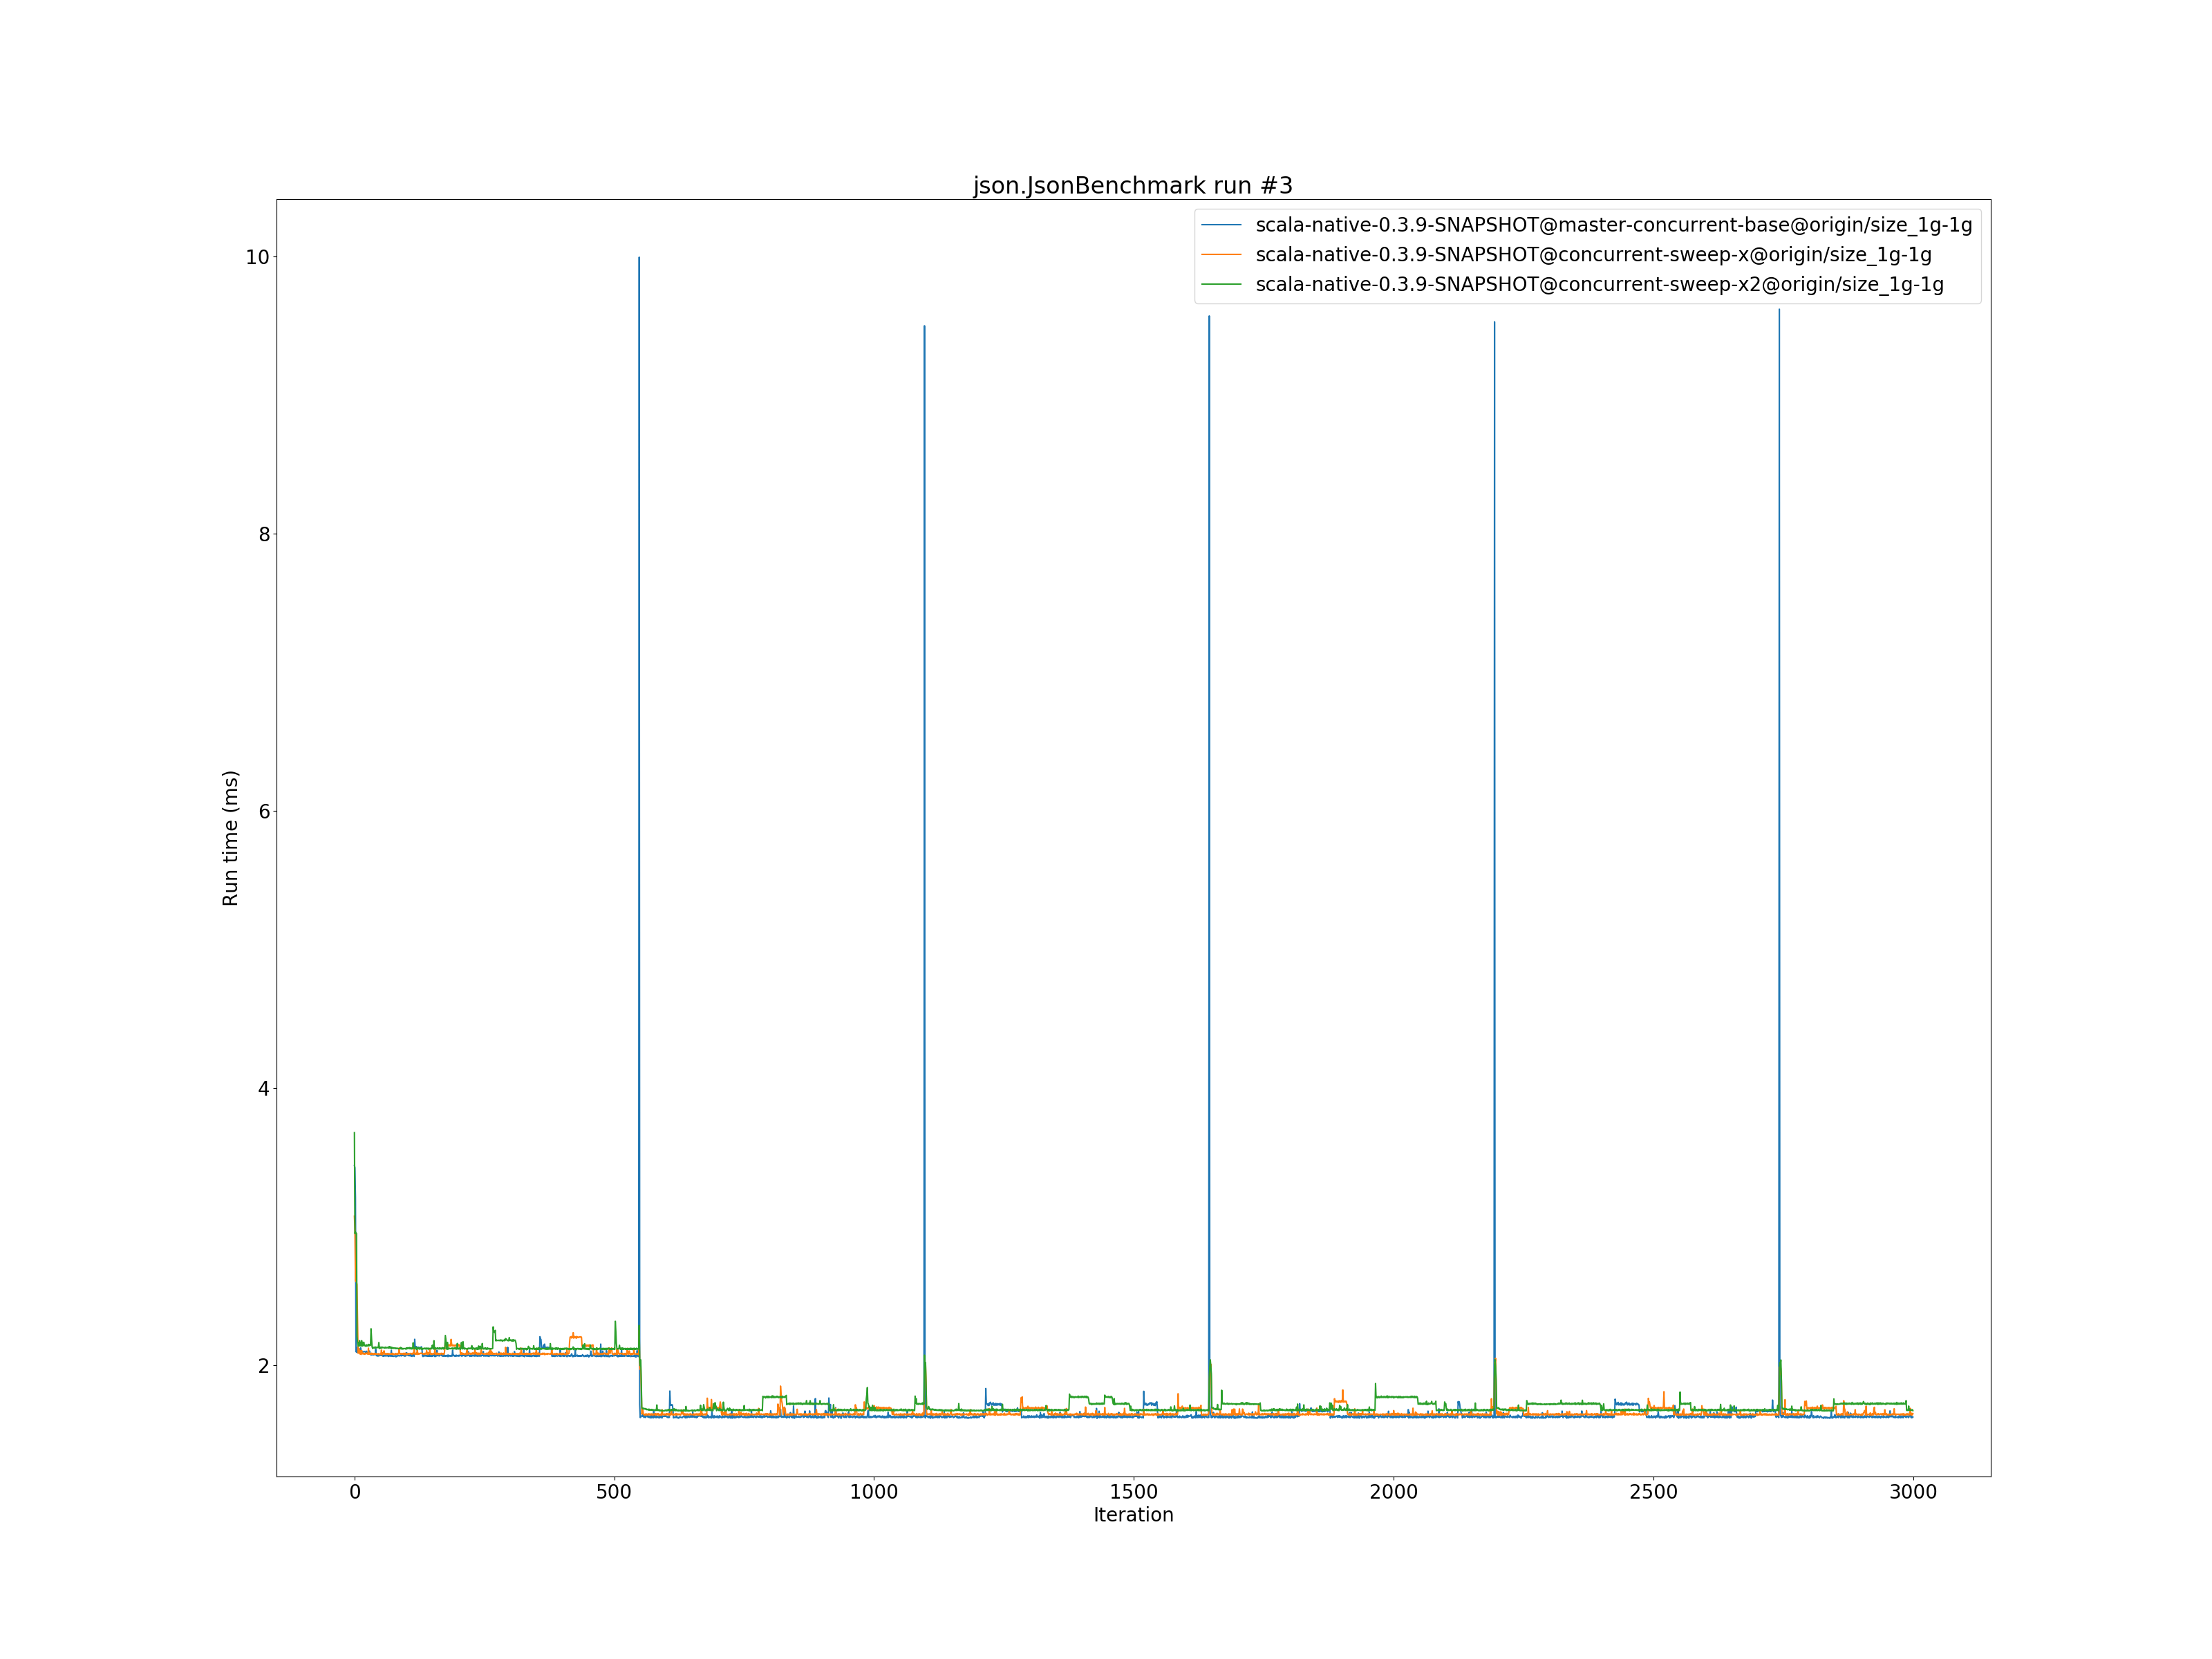 json.JsonBenchmark run #3
scala-native-0.3.9-SNAPSHOT@master-concurrent-base@origin/size_1g-1g
scala-native-0.3.9-SNAPSHOT@concurrent-sweep-x@origin/size_1g-1g
scala-native-0.3.9-SNAPSHOT@concurrent-sweep-x2@origin/size_1g-1g
10
8
6
4
2
Run time (ms)
0 500 1000 1500 2000 2500 3000
Iteration